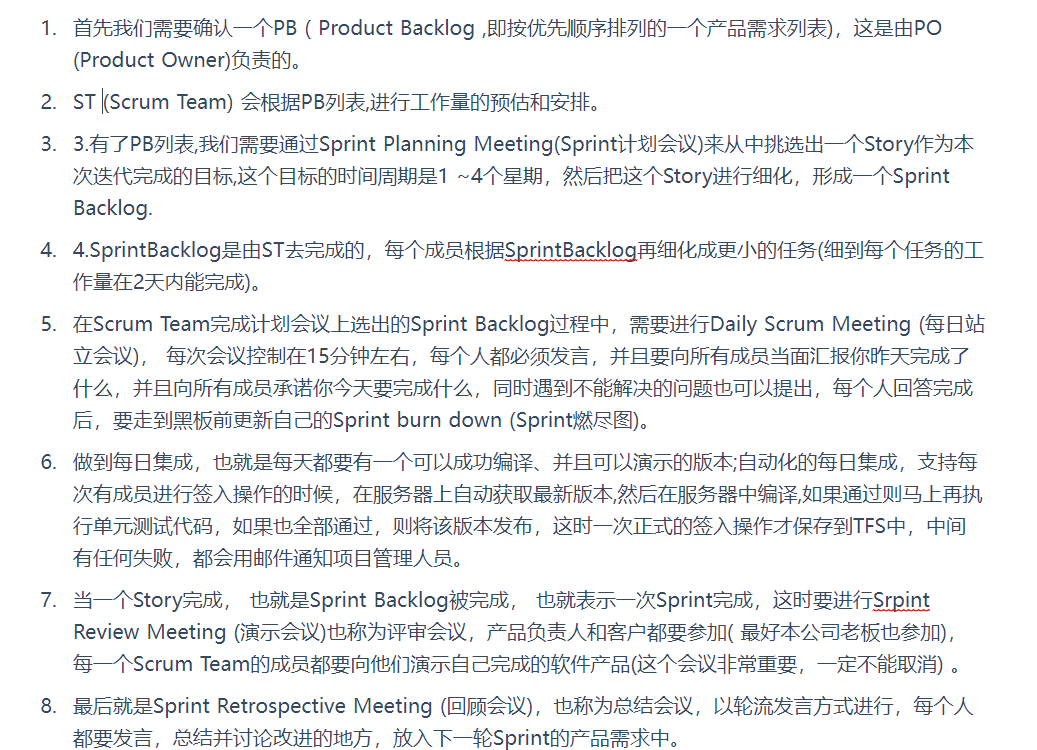 1. 首先我们需要确认一个PB ( Product Backlog ,即按优先顺序排列的一个产品需求列表)，这是由PO
(Product Owner)负责的。
2. ST (Scrum Team) 会根据PB列表,进行工作量的预估和安排。
3. 3.有了PB列表,我们需要通过Sprint Planning Meeting(Sprint计划会议)来从中挑选出一个Story作为本
次迭代完成的目标,这个目标的时间周期是1 ~4个星期，然后把这个Story进行细化，形成一个Sprint
Backlog.
4. 4.SprintBacklog是由ST去完成的，每个成员根据SprintBacklog再细化成更小的任务(细到每个任务的工
作量在2天内能完成)。
5. 在Scrum Team完成计划会议上选出的Sprint Backlog过程中，需要进行Daily Scrum Meeting (每日站
立会议)， 每次会议控制在15分钟左右，每个人都必须发言，并且要向所有成员当面汇报你昨天完成了
什么，并且向所有成员承诺你今天要完成什么，同时遇到不能解决的问题也可以提出，每个人回答完成
后，要走到黑板前更新自己的Sprint burn down (Sprint燃尽图)。
6. 做到每日集成，也就是每天都要有一个可以成功编译、并且可以演示的版本;自动化的每日集成，支持每
次有成员进行签入操作的时候，在服务器上自动获取最新版本,然后在服务器中编译,如果通过则马上再执
行单元测试代码，如果也全部通过，则将该版本发布，这时一次正式的签入操作才保存到TFS中，中间
有任何失败，都会用邮件通知项目管理人员。
7. 当一个Story完成， 也就是Sprint Backlog被完成， 也就表示一次Sprint完成，这时要进行Srpint
Review Meeting (演示会议)也称为评审会议，产品负责人和客户都要参加( 最好本公司老板也参加)，
每一个Scrum Team的成员都要向他们演示自己完成的软件产品(这个会议非常重要，一定不能取消) 。
8. 最后就是Sprint Retrospective Meeting (回顾会议)，也称为总结会议，以轮流发言方式进行，每个人
都要发言，总结并讨论改进的地方，放入下一轮Sprint的产品需求中。